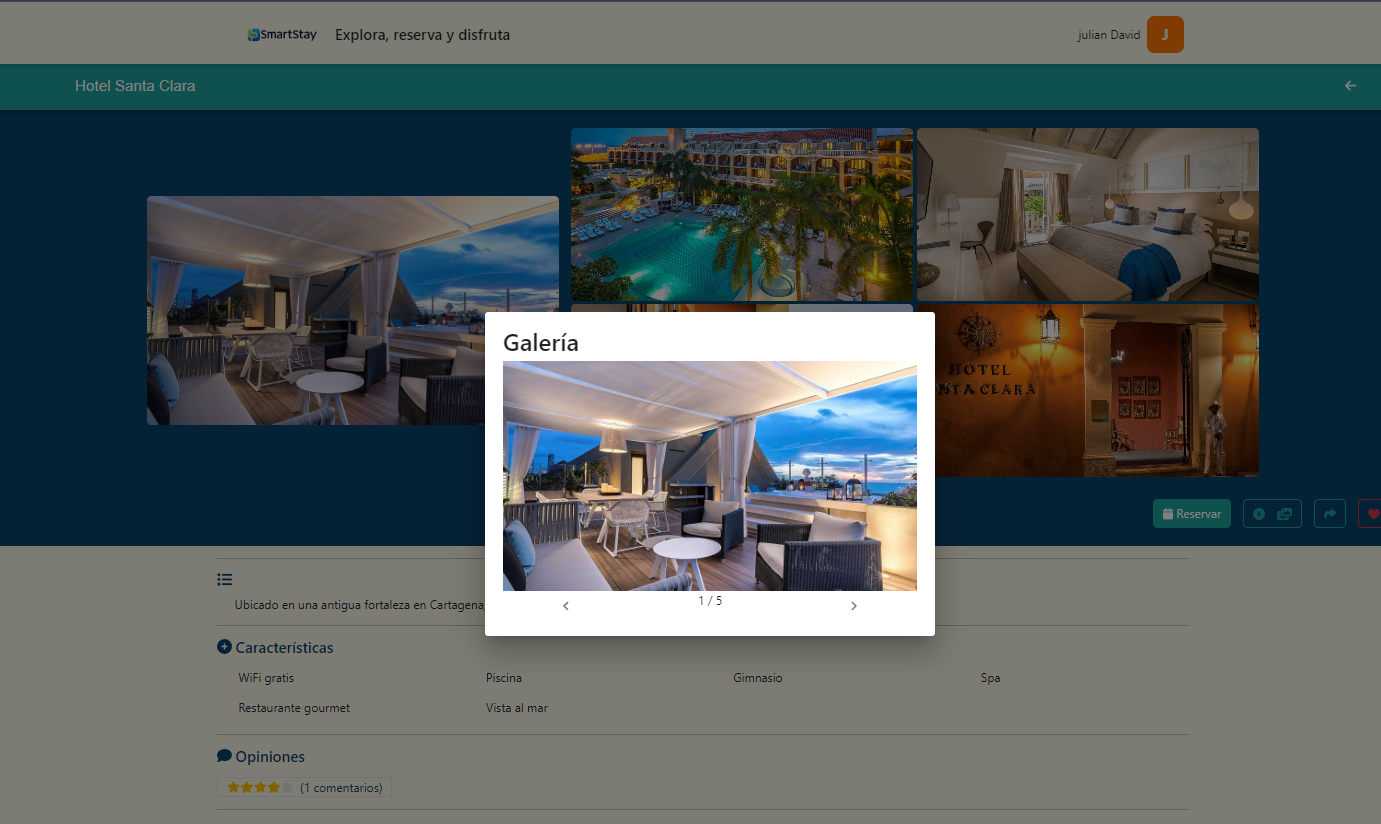 SmartStay
Explora, reserva y disfruta
julian David
J
Hotel Santa Clara
HOTEL
NTA CLARA
Galería
1 / 5
Reservar
Ubicado en una antigua fortaleza en Cartagena,
Características
WiFi gratis
Piscina
Gimnasio
Spa
Restaurante gourmet
Vista al mar
Opiniones
(1 comentarios)